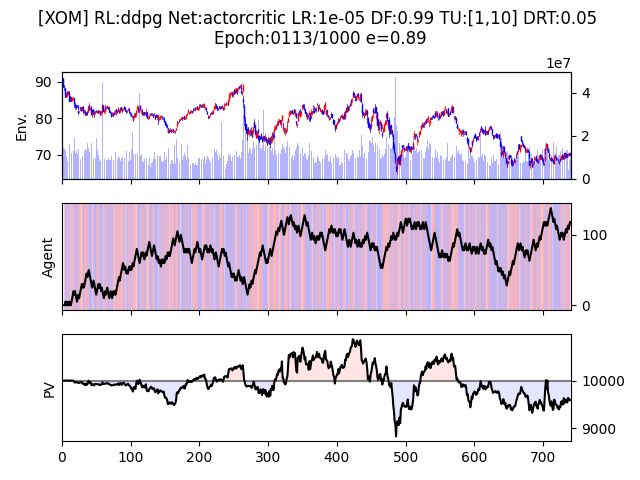 [XOM] RL:ddpg Net:actorcritic LR:1e-05 DF:0.99 TU:[1,10] DRT:0.05
Epoch:0113/1000 e=0.89
1e7
90
80
70
Env.
4
2
0
Agent
100
0
PV
10000
9000
0 100 200 300 400 500 600 700